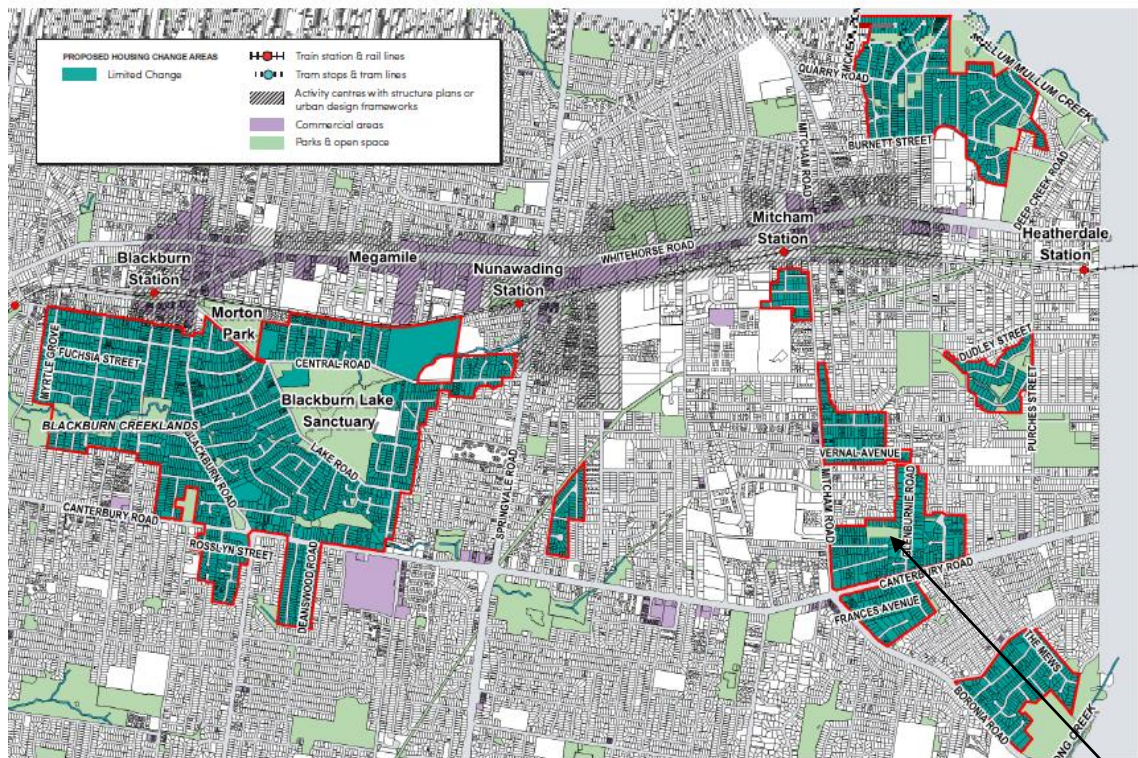 PROPOSED HOUSING CHANGE AREAS
Limited Change
Train station & rail lines
Tram stops & tram lines
Activity centres with structure plans or
urban design frameworks
Commercial areas
Parks & open space
QUARRY ROAD
MULLUM MULLUM CREEK
BURNETT STREET
MITCHAM ROAD
DEEP CREEK ROAD
Mitcham
Station
Heatherdale
Station
WHITEHORSE ROAD
Blackburn
Station
Megamile
Nunawading
Station
Morton
Park
FUCHSIA STREET
MYRTLE GROVE
CENTRAL ROAD
DUDLEY STREET
PURCHES STREET
Blackburn Lake
Sanctuary
BLACKBURN CREEKLANDS
BLACKBURN ROAD
LAKE ROAD
SPRINGVALE ROAD
VERNAL AVENUE
MITCHAM ROAD
CANTERBURY ROAD
ROSSLYN STREET
DEANSWOOD ROAD
CANTERBURY ROAD
FRANCES AVENUE
THE MEWS
BORONIA ROAD
CREEK